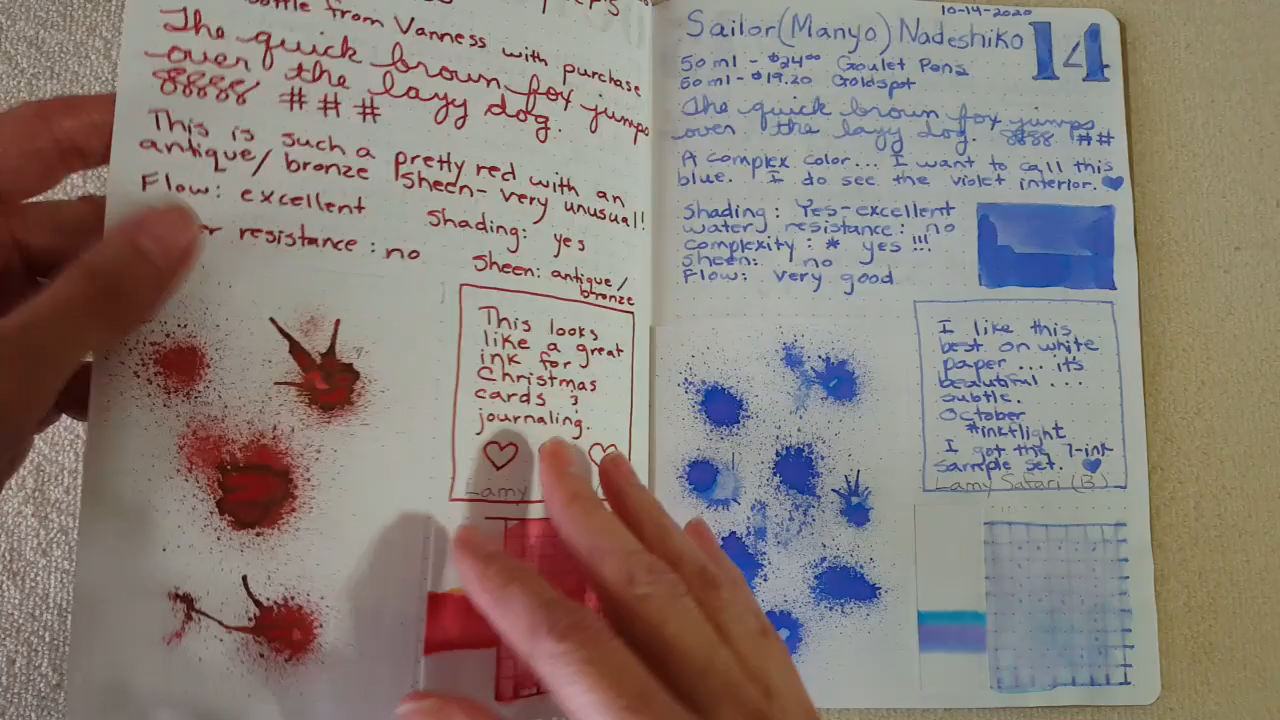 bottle from Vanness with purchase
The quick brown fox jumps
over the lazy dog.
ggggg # # #
This is such a pretty red with an
antique/bronze sheen - very unusual!
Flow: excellent
Shading: yes
resistance: no
Sheen: antique/
bronze
This looks
like a great
ink for
Christmas
cards &
journaling.
Lamy
10-14-2020
Sailor (Manyo) Nadeshiko
14
50 ml - $24.00 Goulet Pens
50 ml - $19.20 Goldspot
The quick brown fox jumps
over the lazy dog. gggg ##
A complex color... I want to call this
blue. I do see the violet interior.
Shading: Yes-excellent
water resistance: no
complexity: * yes !!!
Sheen: no
Flow: very good
I like this
best on white
paper... it's
beautiful...
subtle.
October
#inkflight
I got the 7-ink
sample set.
Lamy Safari (B)